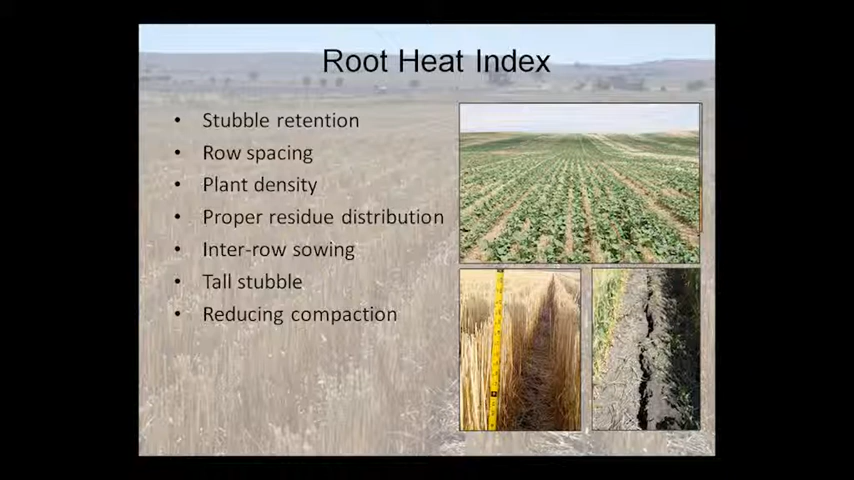 Root Heat Index
• Stubble retention
• Row spacing
• Plant density
• Proper residue distribution
• Inter-row sowing
• Tall stubble
• Reducing compaction